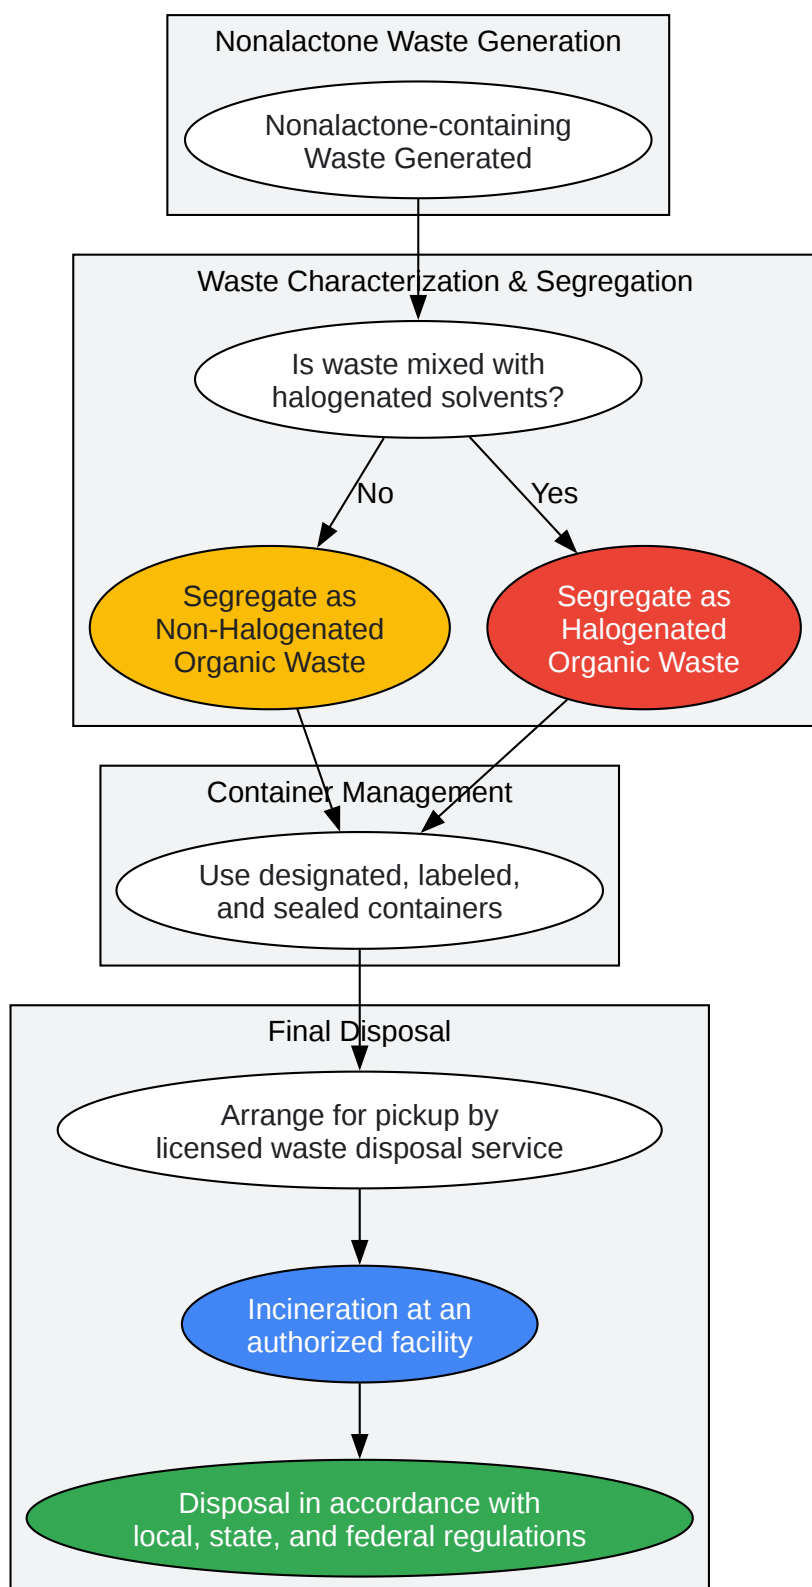 Nonalactone Waste Generation
Nonalactone-containing
Waste Generated
Waste Characterization & Segregation
Is waste mixed with
halogenated solvents?
No
Yes
Segregate as
Non-Halogenated
Organic Waste
Segregate as
Halogenated
Organic Waste
Container Management
Use designated, labeled,
and sealed containers
Final Disposal
Arrange for pickup by
licensed waste disposal service
Incineration at an
authorized facility
Disposal in accordance with
local, state, and federal regulations